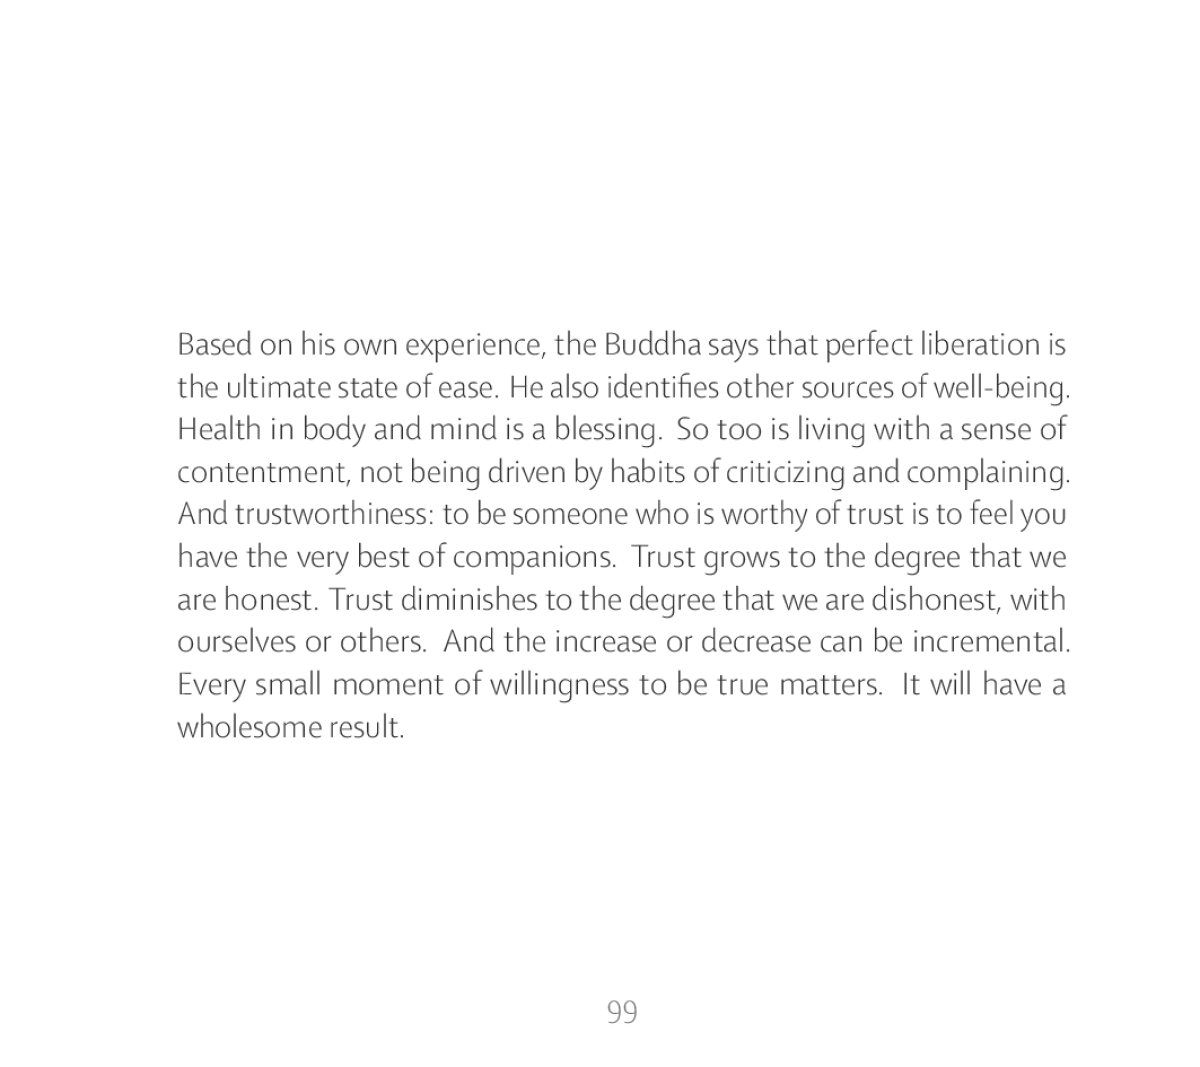 Based on his own experience, the Buddha says that perfect liberation is
the ultimate state of ease. He also identifies other sources of well-being.
Health in body and mind is a blessing. So too is living with a sense of
contentment, not being driven by habits of criticizing and complaining.
And trustworthiness: to be someone who is worthy of trust is to feel you
have the very best of companions. Trust grows to the degree that we
are honest. Trust diminishes to the degree that we are dishonest, with
ourselves or others. And the increase or decrease can be incremental.
Every small moment of willingness to be true matters. It will have a
wholesome result.
99